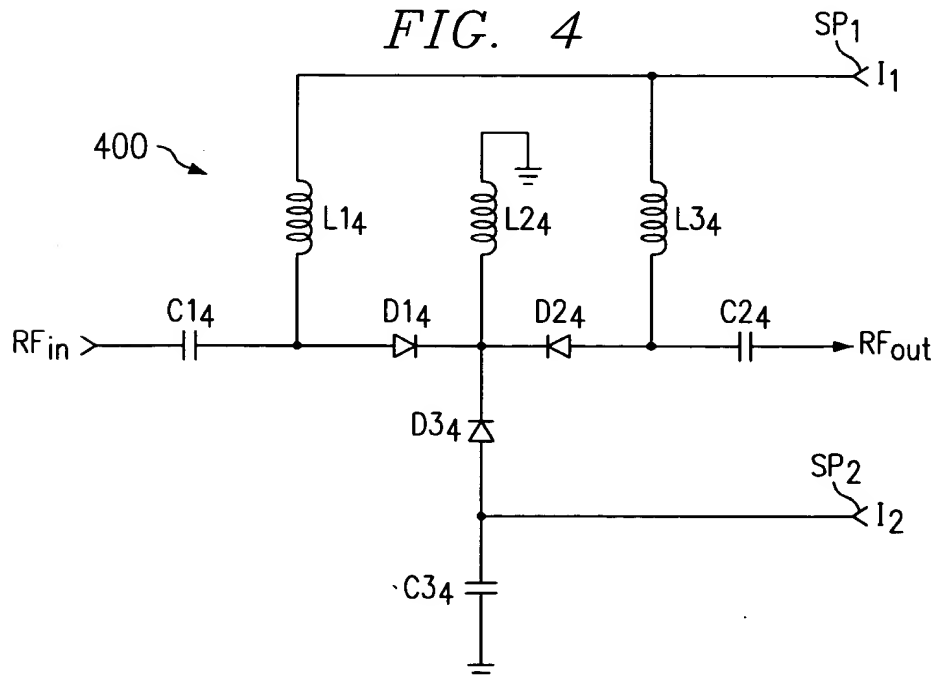 FIG. 4
SP1
I1
400
L14
L24
L34
RFin
C14
D14
D24
C24
RFout
D34
SP2
I2
C34